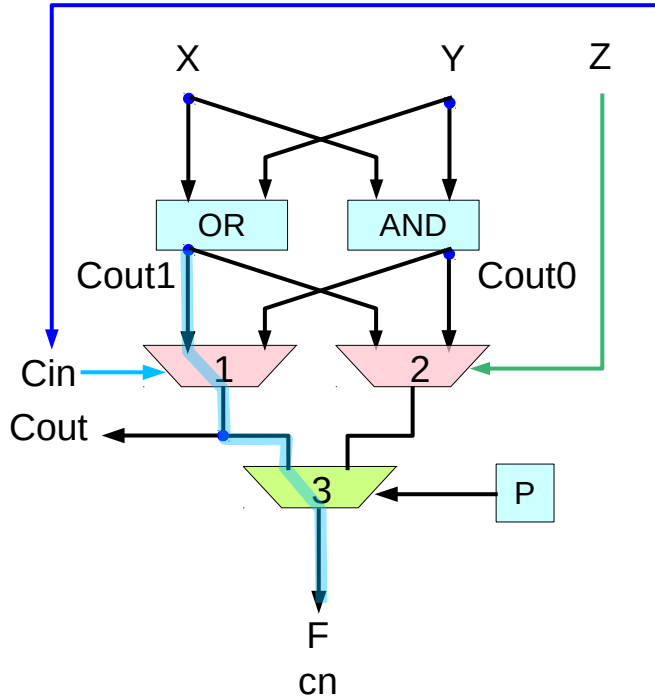 X Y Z
OR AND
Cout1 Cout0
Cin 1 2
Cout
3 P
F
cn